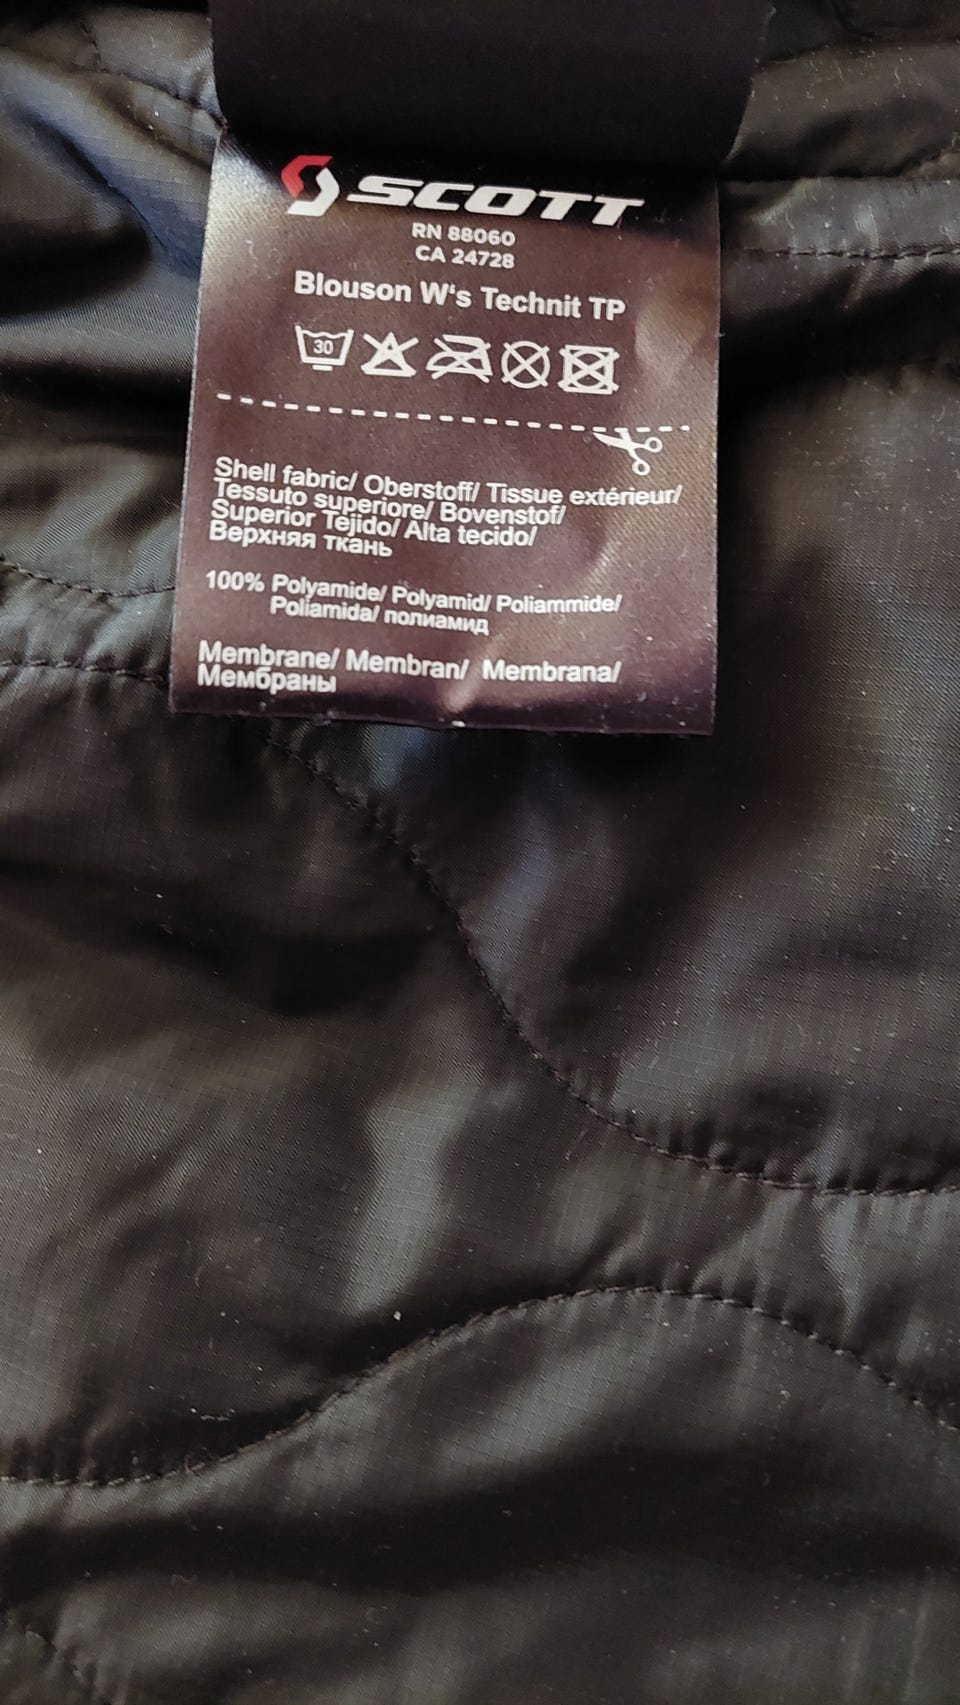 SCOTT
RN 88060
CA 24728
Blouson W's Technit TP
30
Shell fabric/ Oberstoff/ Tissue extérieur/
Tessuto superiore/ Bovenstof/
Superior Tejido/ Alta tecido/
Верхняя ткань
100% Polyamide/ Polyamid/ Poliammide/
Poliamida/ полиамид
Membrane/ Membran/ Membrana/
Мембраны